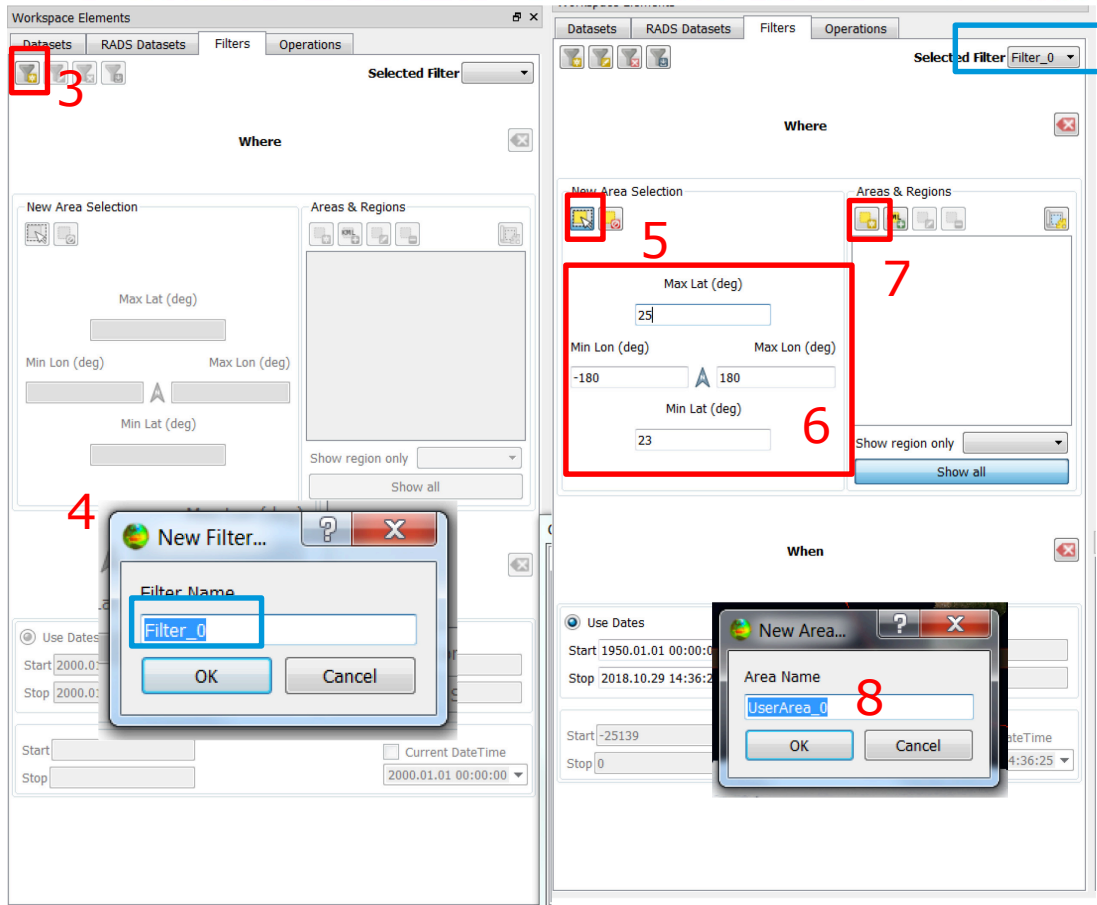 Workspace Elements
Datasets RADS Datasets Filters Operations
3
Selected Filter
Where
New Area Selection
Areas & Regions
Max Lat (deg)
Min Lon (deg) Max Lon (deg)
Min Lat (deg)
Show region only
Show all
4
New Filter...
Filter Name
Filter_0
OK Cancel
Use Dates
Start 2000.01
Stop 2000.01
Start
Stop
Current DateTime
2000.01.01 00:00:00
Datasets RADS Datasets Filters Operations
Selected Filter Filter_0
Where
New Area Selection
Areas & Regions
KML
5
7
Max Lat (deg)
25
Min Lon (deg) Max Lon (deg)
-180 180
Min Lat (deg)
23
6
Show region only
Show all
When
Use Dates
Start 1950.01.01 00:00:0
Stop 2018.10.29 14:36:2
New Area...
Area Name
UserArea_0
8
OK Cancel
Start -25139
Stop 0
ateTime
4:36:25